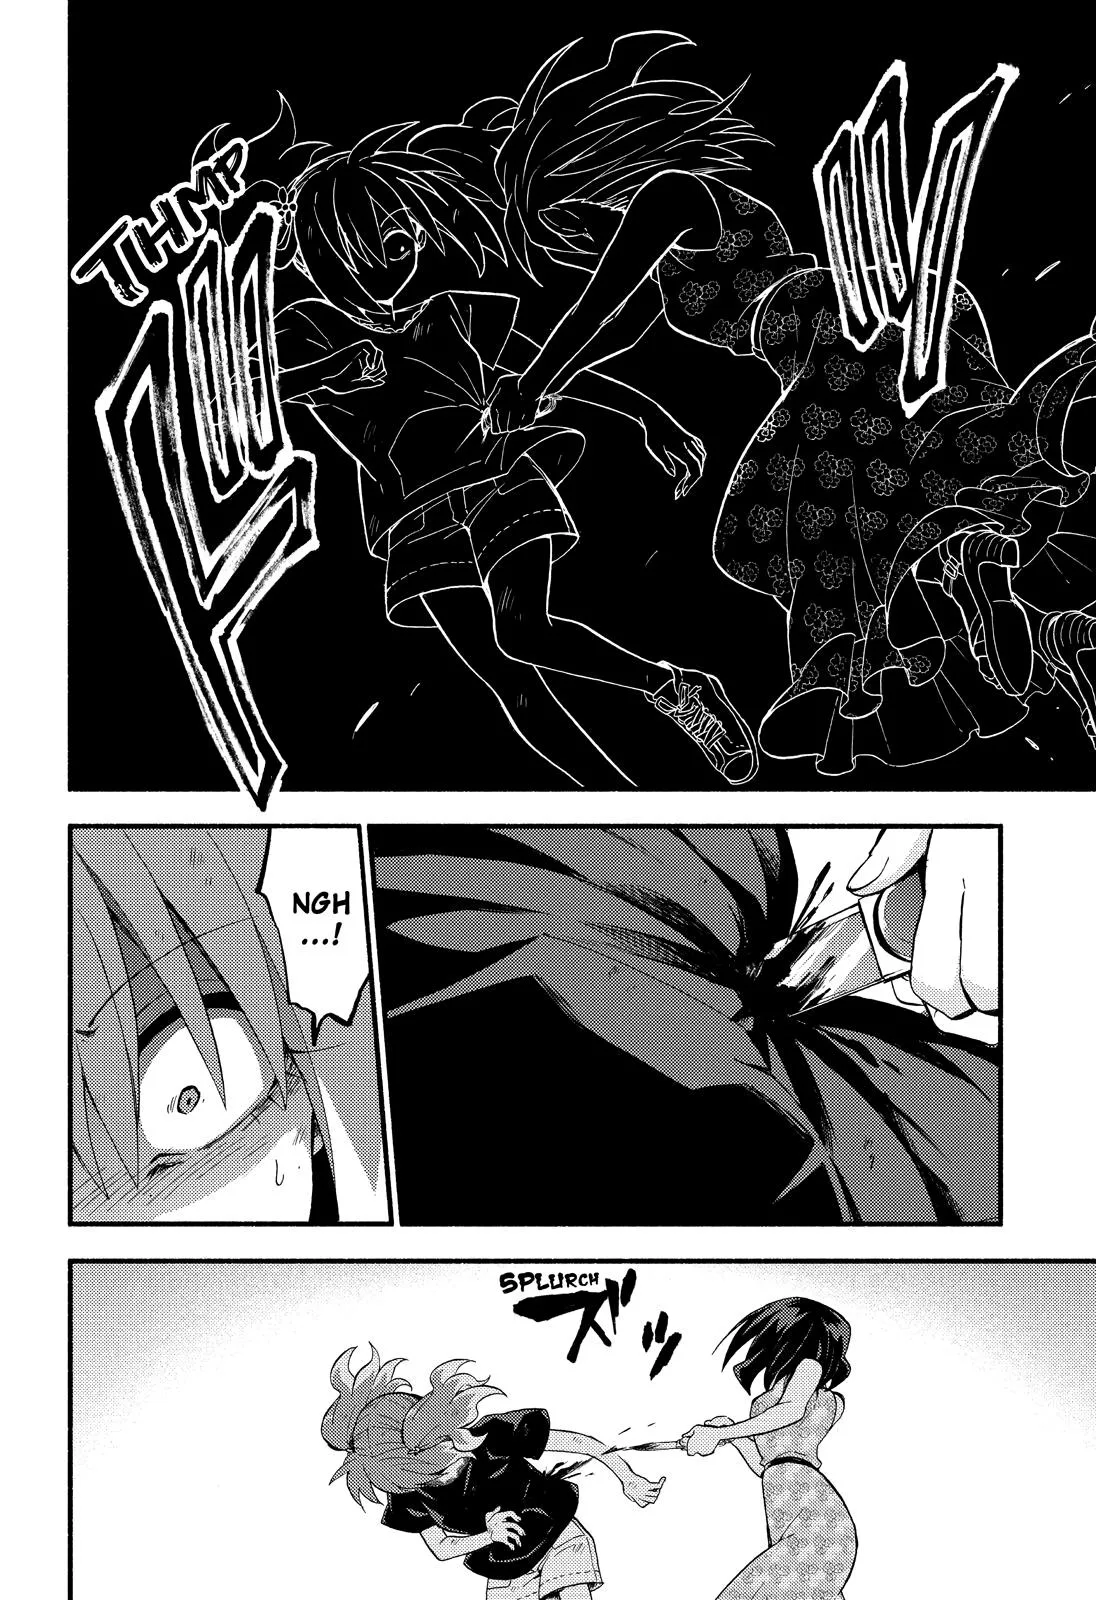 THMP
NGH
...!
SPLURCH
ズッ